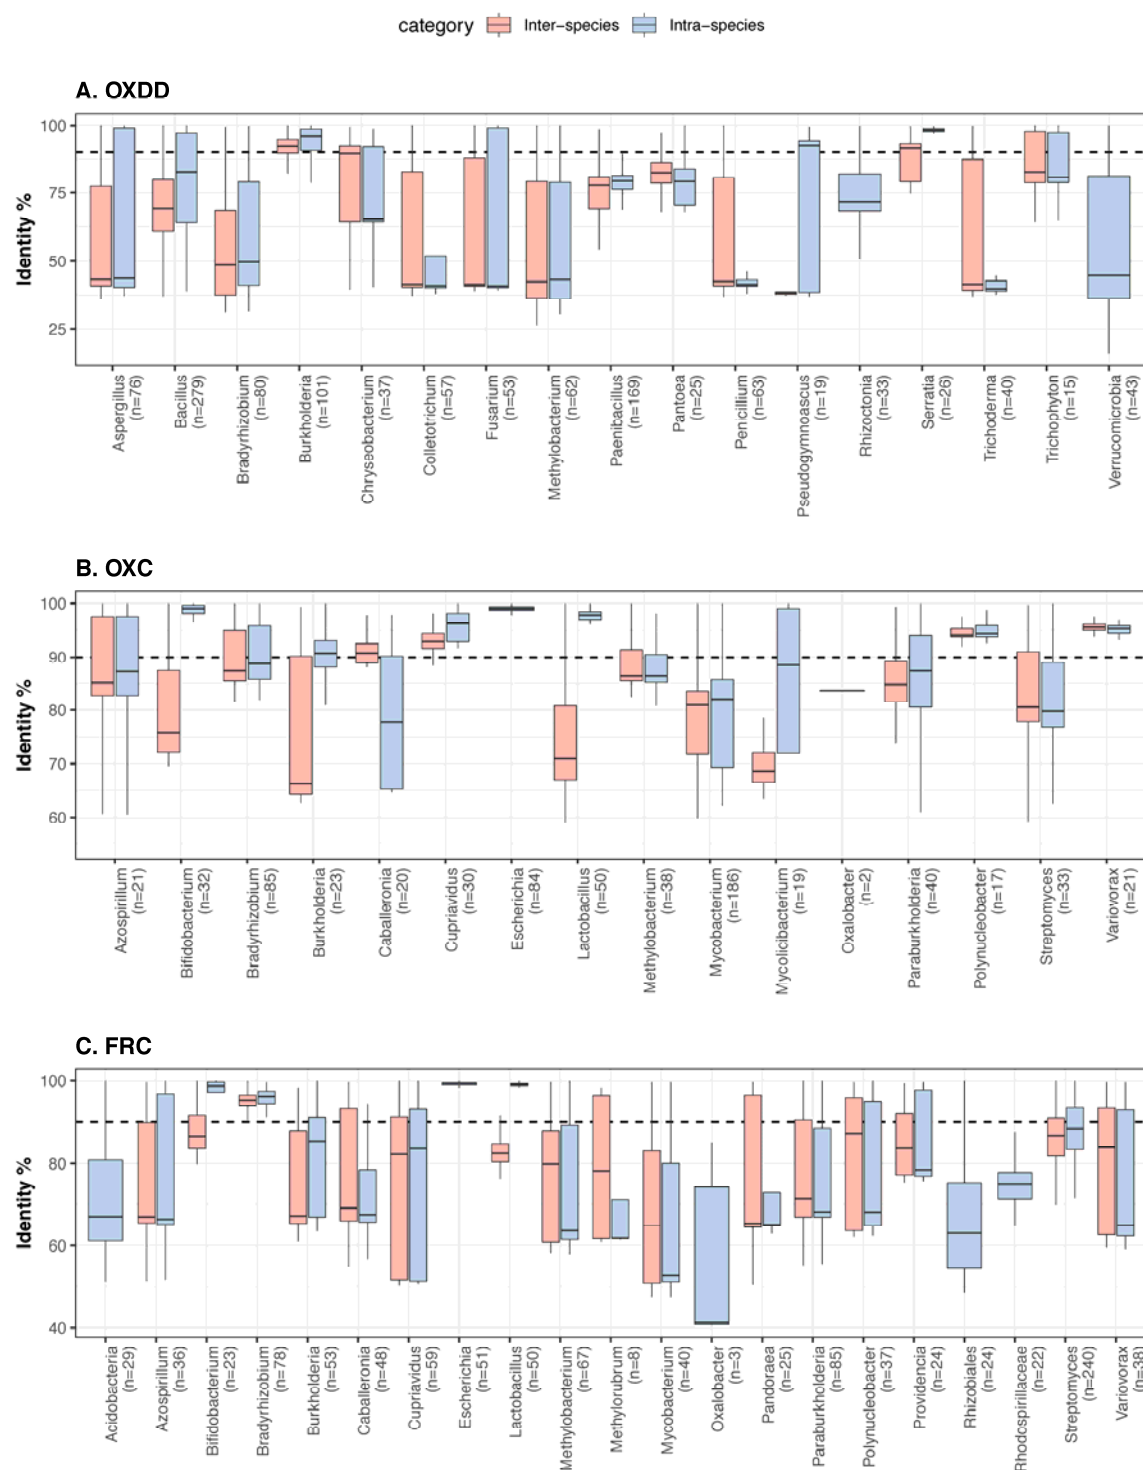 category Inter-species Intra-species
A. OXDD
Identity %
100
75
50
25
Aspergillus (n=76)
Bacillus (n=279)
Bradyrhizobium (n=80)
Burkholderia (n=101)
Chryseobacterium (n=37)
Colletotrichum (n=57)
Fusarium (n=53)
Methylobacterium (n=62)
Paenibacillus (n=169)
Pantoea (n=25)
Pencillium (n=63)
Pseudogymnoascus (n=19)
Rhizoctonia (n=33)
Serratia (n=26)
Trichoderma (n=40)
Trichophyton (n=15)
Verrucomicrobia (n=43)
B. OXC
Identity %
100
90
80
70
60
Azospirillum (n=21)
Bifidobacterium (n=32)
Bradyrhizobium (n=85)
Burkholderia (n=23)
Caballeronia (n=20)
Cupriavidus (n=30)
Escherichia (n=84)
Lactobacillus (n=50)
Methylobacterium (n=38)
Mycobacterium (n=186)
Mycolicibacterium (n=19)
Oxalobacter (n=2)
Paraburkholderia (n=40)
Polynucleobacter (n=17)
Streptomyces (n=33)
Variovorax (n=21)
C. FRC
Identity %
100
80
60
40
Acidobacteria (n=29)
Azospirillum (n=36)
Bifidobacterium (n=23)
Bradyrhizobium (n=78)
Burkholderia (n=53)
Caballeronia (n=48)
Cupriavidus (n=59)
Escherichia (n=51)
Lactobacillus (n=50)
Methylobacterium (n=67)
Methylorubrum (n=8)
Mycobacterium (n=40)
Oxalobacter (n=3)
Pandoraea (n=25)
Paraburkholderia (n=85)
Polynucleobacter (n=37)
Providencia (n=24)
Rhizobiales (n=24)
Rhodospirillaceae (n=22)
Streptomyces (n=240)
Variovorax (n=38)